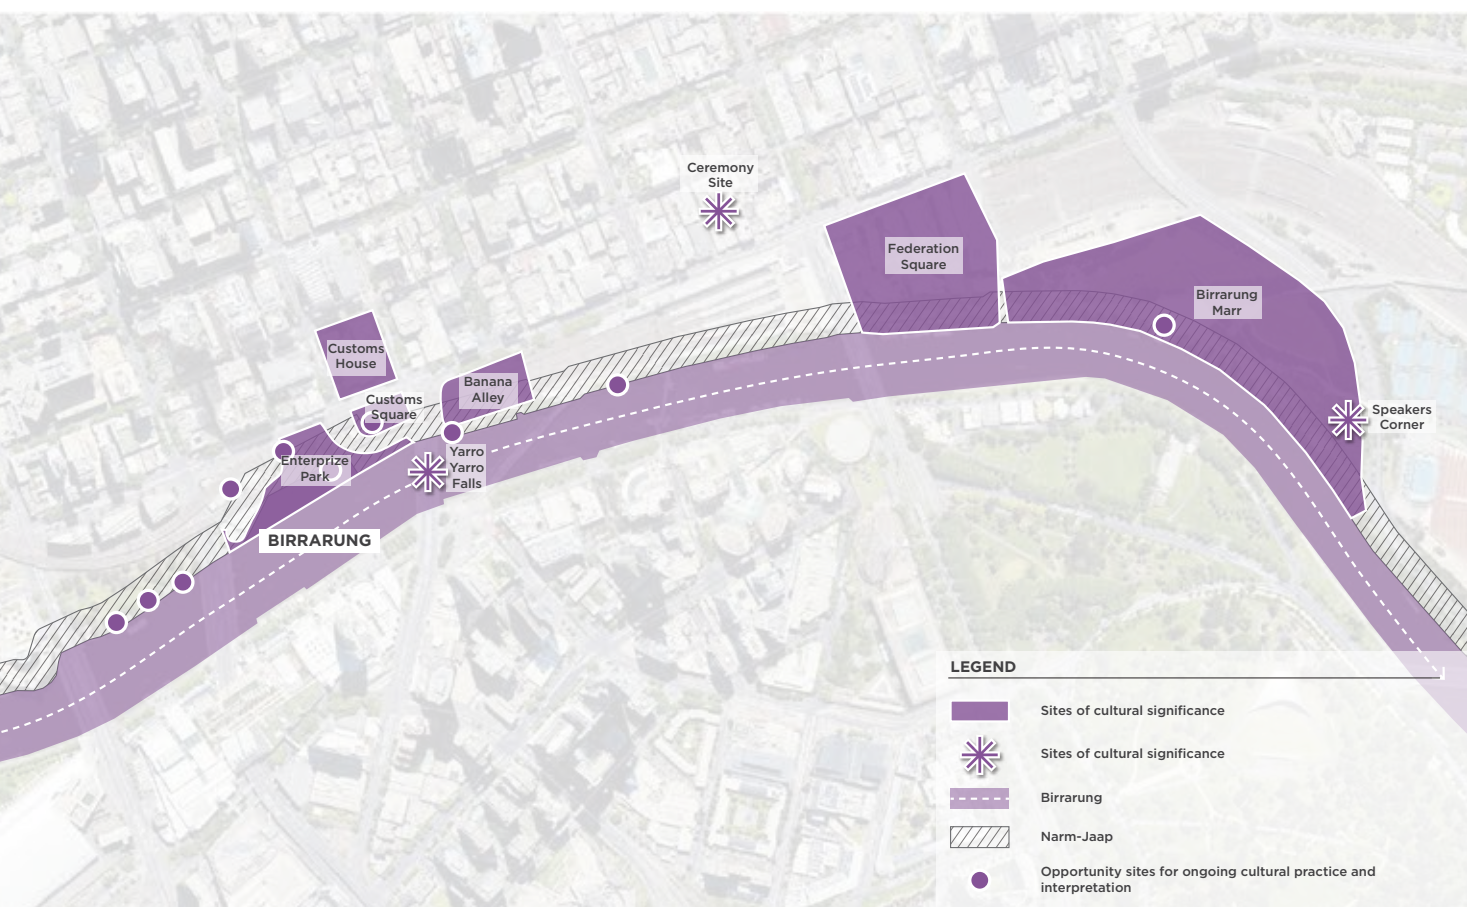 Ceremony
Site
Federation
Square
Birrarung
Marr
Customs
House
Banana
Alley
Customs
Square
Speakers
Corner
Enterprize
Park
Yarro
Yarro
Falls
BIRRARUNG
LEGEND
Sites of cultural significance
Sites of cultural significance
Birrarung
Narm-Jaap
Opportunity sites for ongoing cultural practice and
interpretation